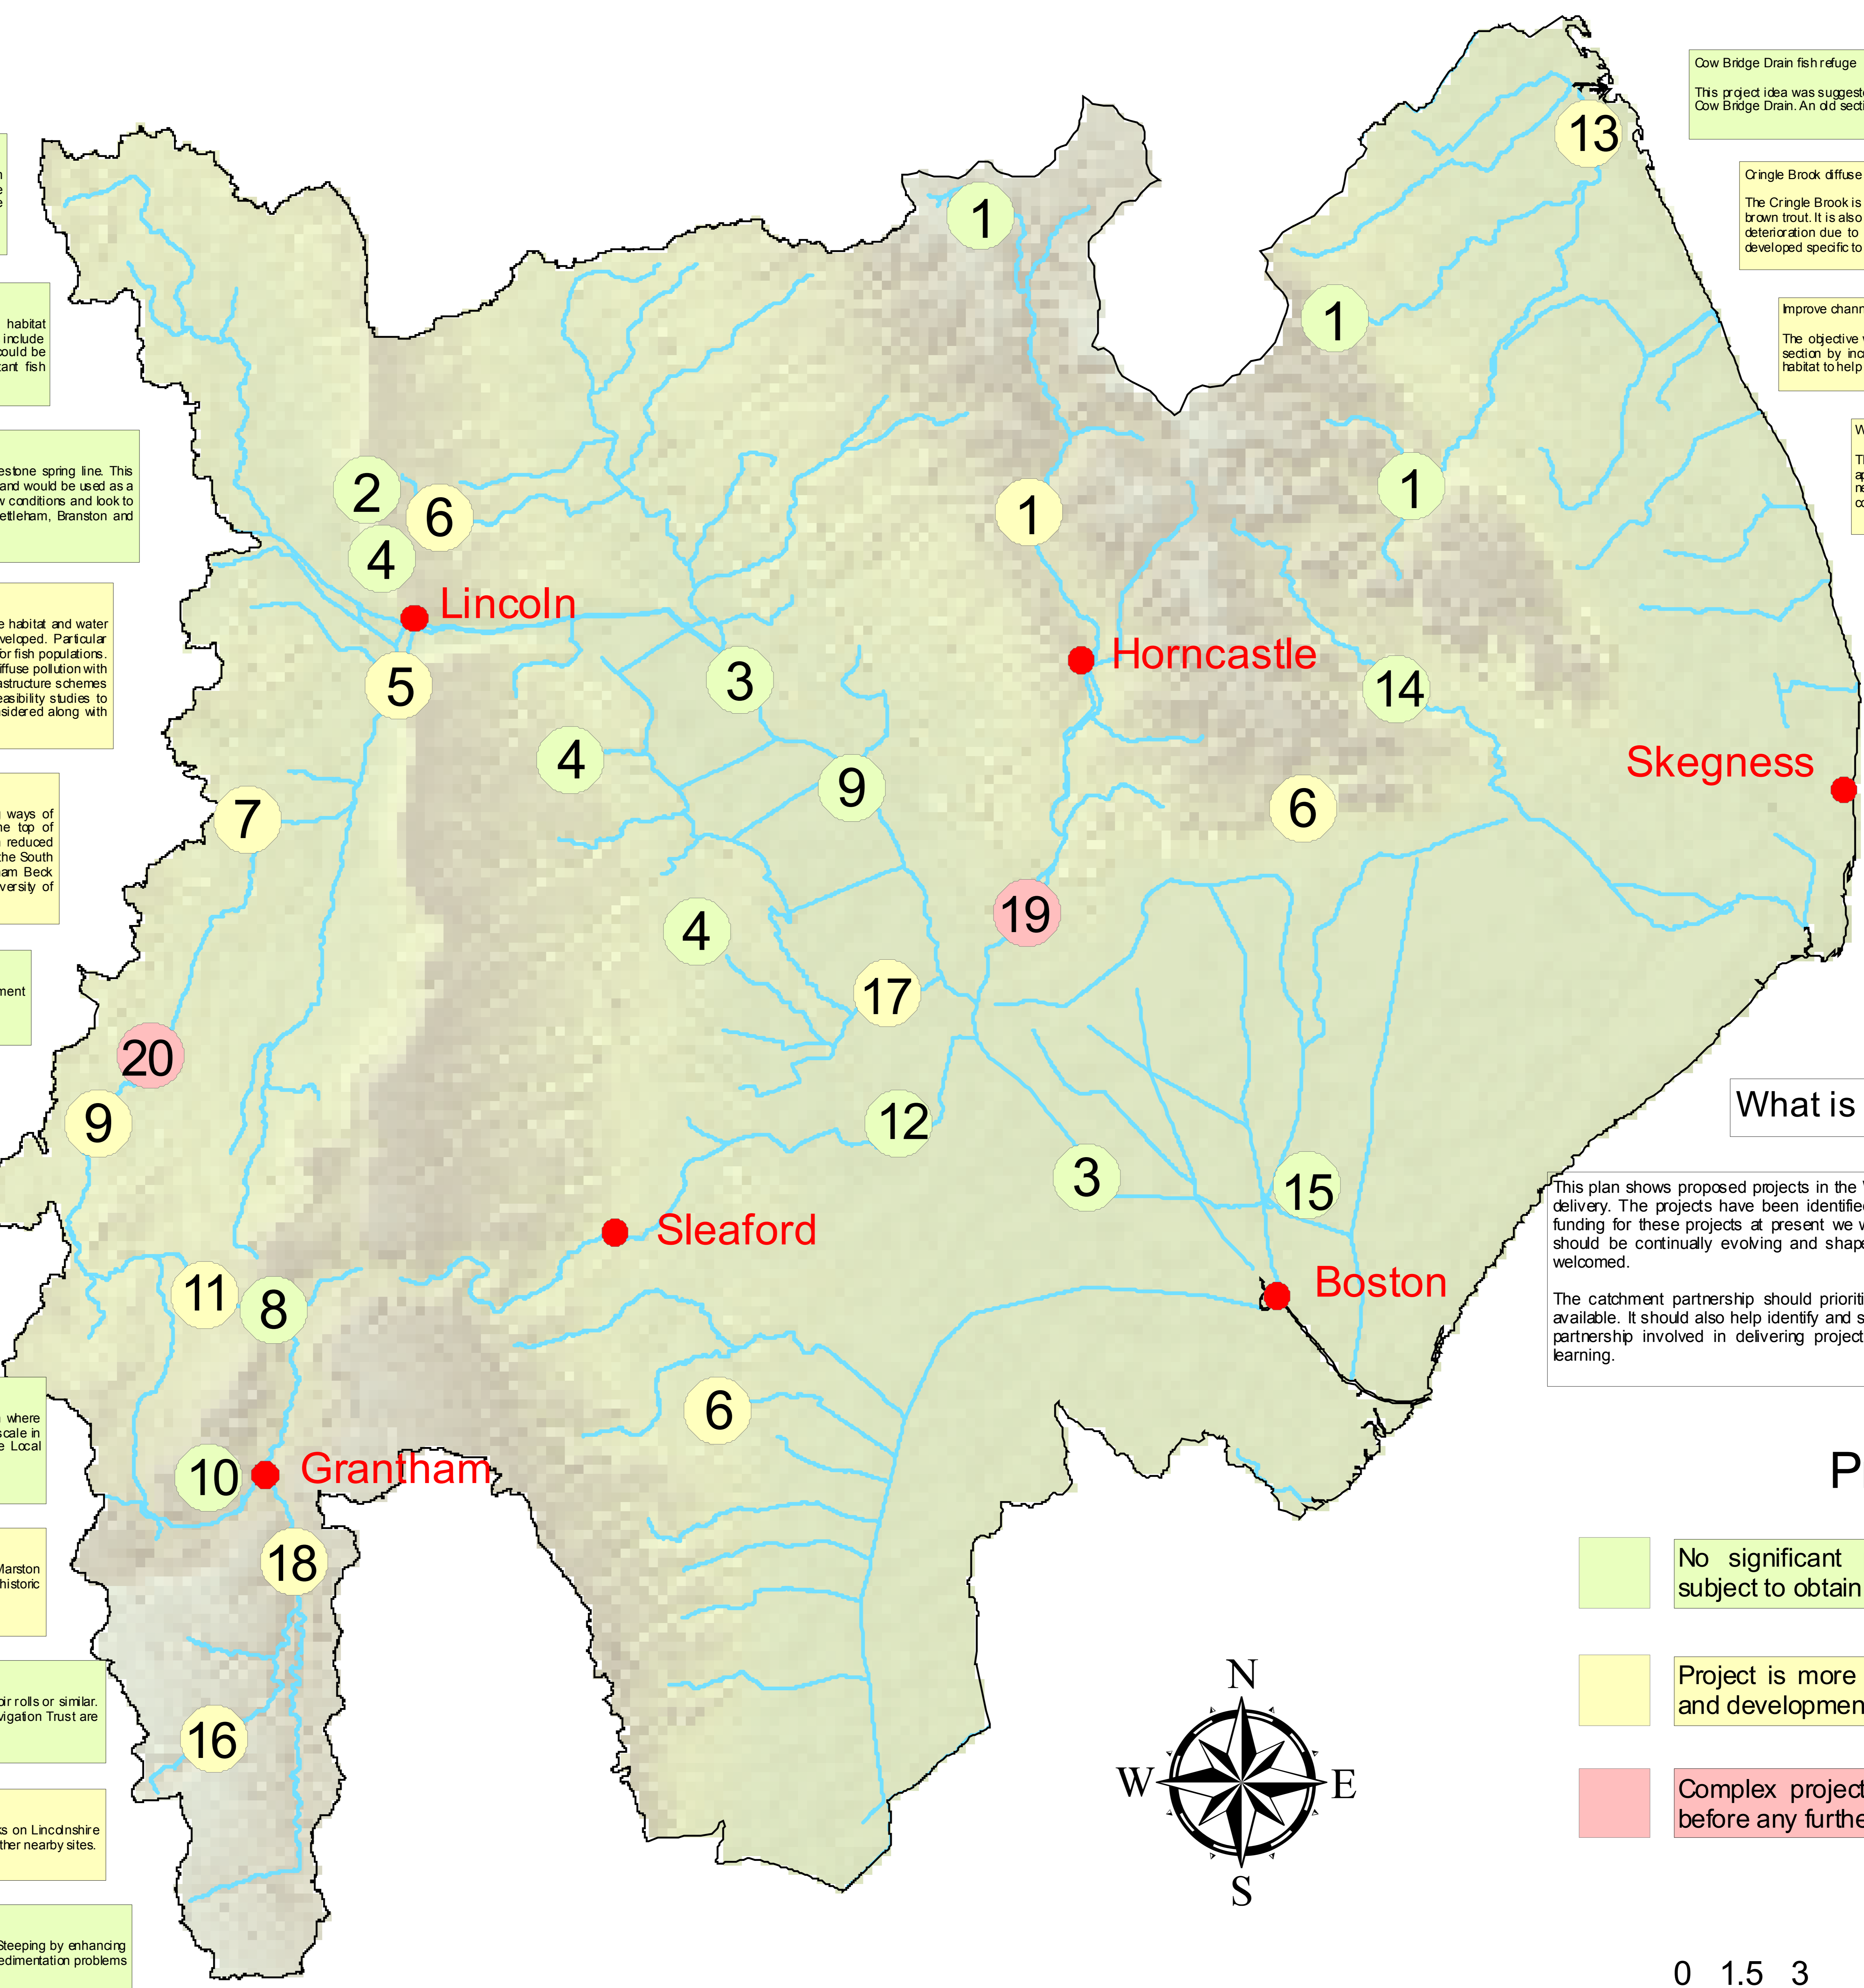 Cow Bridge Drain fish refuge
This project idea was suggest
Cow Bridge Drain. An old secti
Cringle Brook diffuse
The Cringle Brook is
brown trout. It is also
deterioration due to
developed specific to
Improve chann
The objective
section by inc
habitat to help
W
Th
ap
ne
co
n
e
e
habitat
include
could be
tant fish
estone spring line. This
and would be used as a
w conditions and look to
ettleham, Branston and
e habitat and water
veloped. Particular
or fish populations.
iffuse pollution with
astructure schemes
easibility studies to
nsidered along with
ways of
he top of
reduced
the South
am Beck
versity of
ment
where
scale in
e Local
Marston
historic
oir rolls or similar.
vigation Trust are
ks on Lincolnshire
ther nearby sites.
Steeping by enhancing
edimentation problems
13
1
1
2
6
4
1
1
Lincoln
Horncastle
5
3
14
4
9
Skegness
7
6
19
4
17
20
9
12
3
15
Sleaford
11
8
Boston
6
10
Grantham
18
16
What is
This plan shows proposed projects in the
delivery. The projects have been identifie
funding for these projects at present we
should be continually evolving and shape
welcomed.
The catchment partnership should prioriti
available. It should also help identify and s
partnership involved in delivering project
learning.
P
No significant
subject to obtain
Project is more
and developmen
Complex project
before any furthe
N
W E
S
0 1.5 3